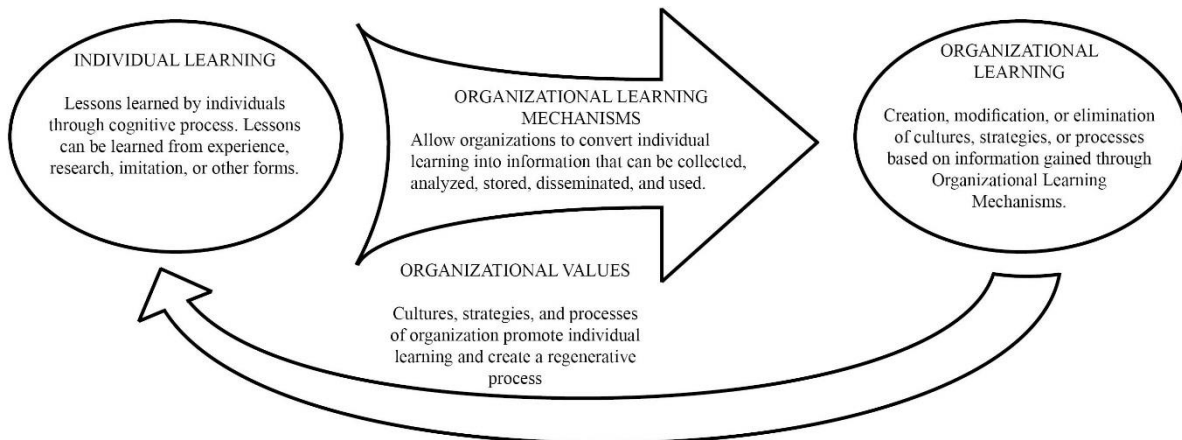 INDIVIDUAL LEARNING
Lessons learned by individuals
through cognitive process. Lessons
can be learned from experience,
research, imitation, or other forms.
ORGANIZATIONAL LEARNING
MECHANISMS
Allow organizations to convert individual
learning into information that can be collected,
analyzed, stored, disseminated, and used.
ORGANIZATIONAL
LEARNING
Creation, modification, or elimination
of cultures, strategies, or processes
based on information gained through
Organizational Learning
Mechanisms.
ORGANIZATIONAL VALUES
Cultures, strategies, and processes
of organization promote individual
learning and create a regenerative
process